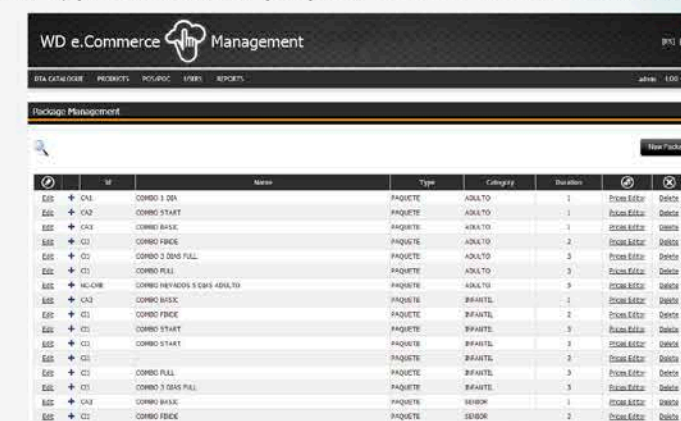 WD e.Commerce Management
DTA CATALOGUE PRODUCTS POS/POC USERS REPORTS admin
Package Management
New Packa
Id Name Type Category Duration
Edit CA1 COMBO 1 DIA PAQUETE ADULTO 1 Prices Editor Delete
Edit CA2 COMBO START PAQUETE ADULTO 1 Prices Editor Delete
Edit CA3 COMBO BASIC PAQUETE ADULTO 1 Prices Editor Delete
Edit COMBO FINDE PAQUETE ADULTO 2 Prices Editor Delete
Edit COMBO 3 DIAS FULL PAQUETE ADULTO 3 Prices Editor Delete
Edit COMBO FULL PAQUETE ADULTO 3 Prices Editor Delete
Edit COMBO NEVADOS 5 DIAS ADULTO PAQUETE ADULTO 5 Prices Editor Delete
Edit CA3 COMBO BASIC PAQUETE INFANTIL 1 Prices Editor Delete
Edit COMBO FINDE PAQUETE INFANTIL 2 Prices Editor Delete
Edit COMBO START PAQUETE INFANTIL 3 Prices Editor Delete
Edit COMBO START PAQUETE INFANTIL 3 Prices Editor Delete
Edit PAQUETE INFANTIL 2 Prices Editor Delete
Edit COMBO FULL PAQUETE INFANTIL 3 Prices Editor Delete
Edit COMBO 3 DIAS FULL PAQUETE INFANTIL 3 Prices Editor Delete
Edit CA3 COMBO BASIC PAQUETE SENIOR 1 Prices Editor Delete
Edit COMBO FINDE PAQUETE SENIOR 2 Prices Editor Delete